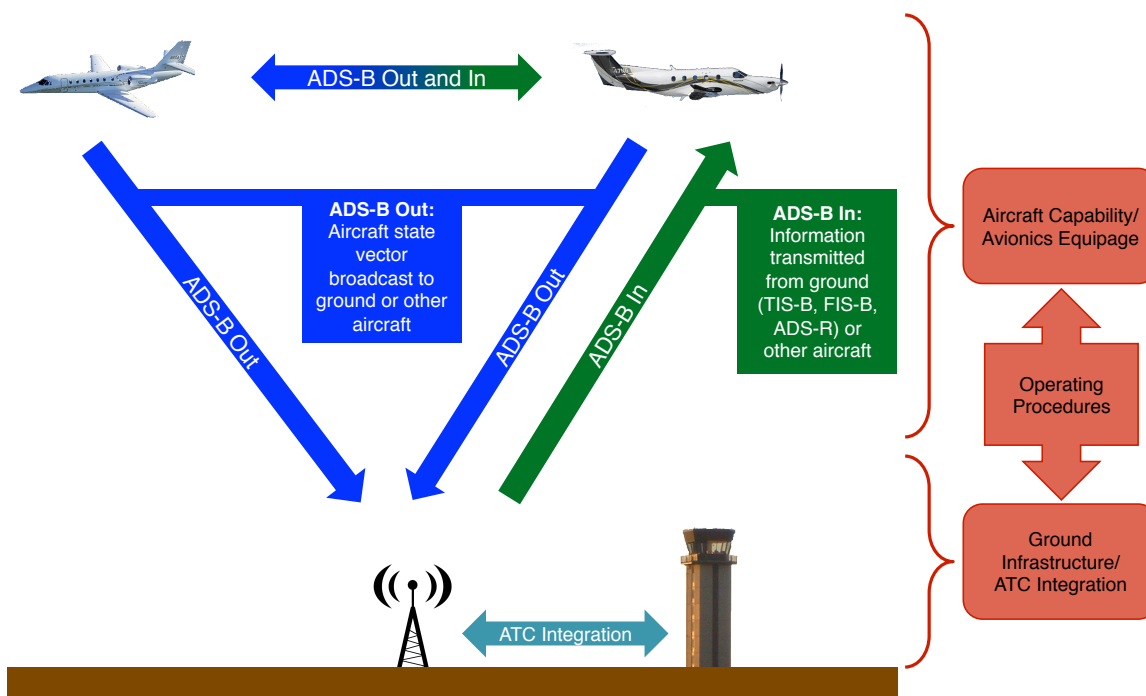 ADS-B Out and In
ADS-B Out:
Aircraft state
vector
broadcast to
ground or other
aircraft
ADS-B In:
Information
transmitted
from ground
(TIS-B, FIS-B,
ADS-R) or
other aircraft
ADS-B Out
ADS-B Out
ADS-B In
Aircraft Capability/
Avionics Equipage
Operating
Procedures
Ground
Infrastructure/
ATC Integration
ATC Integration